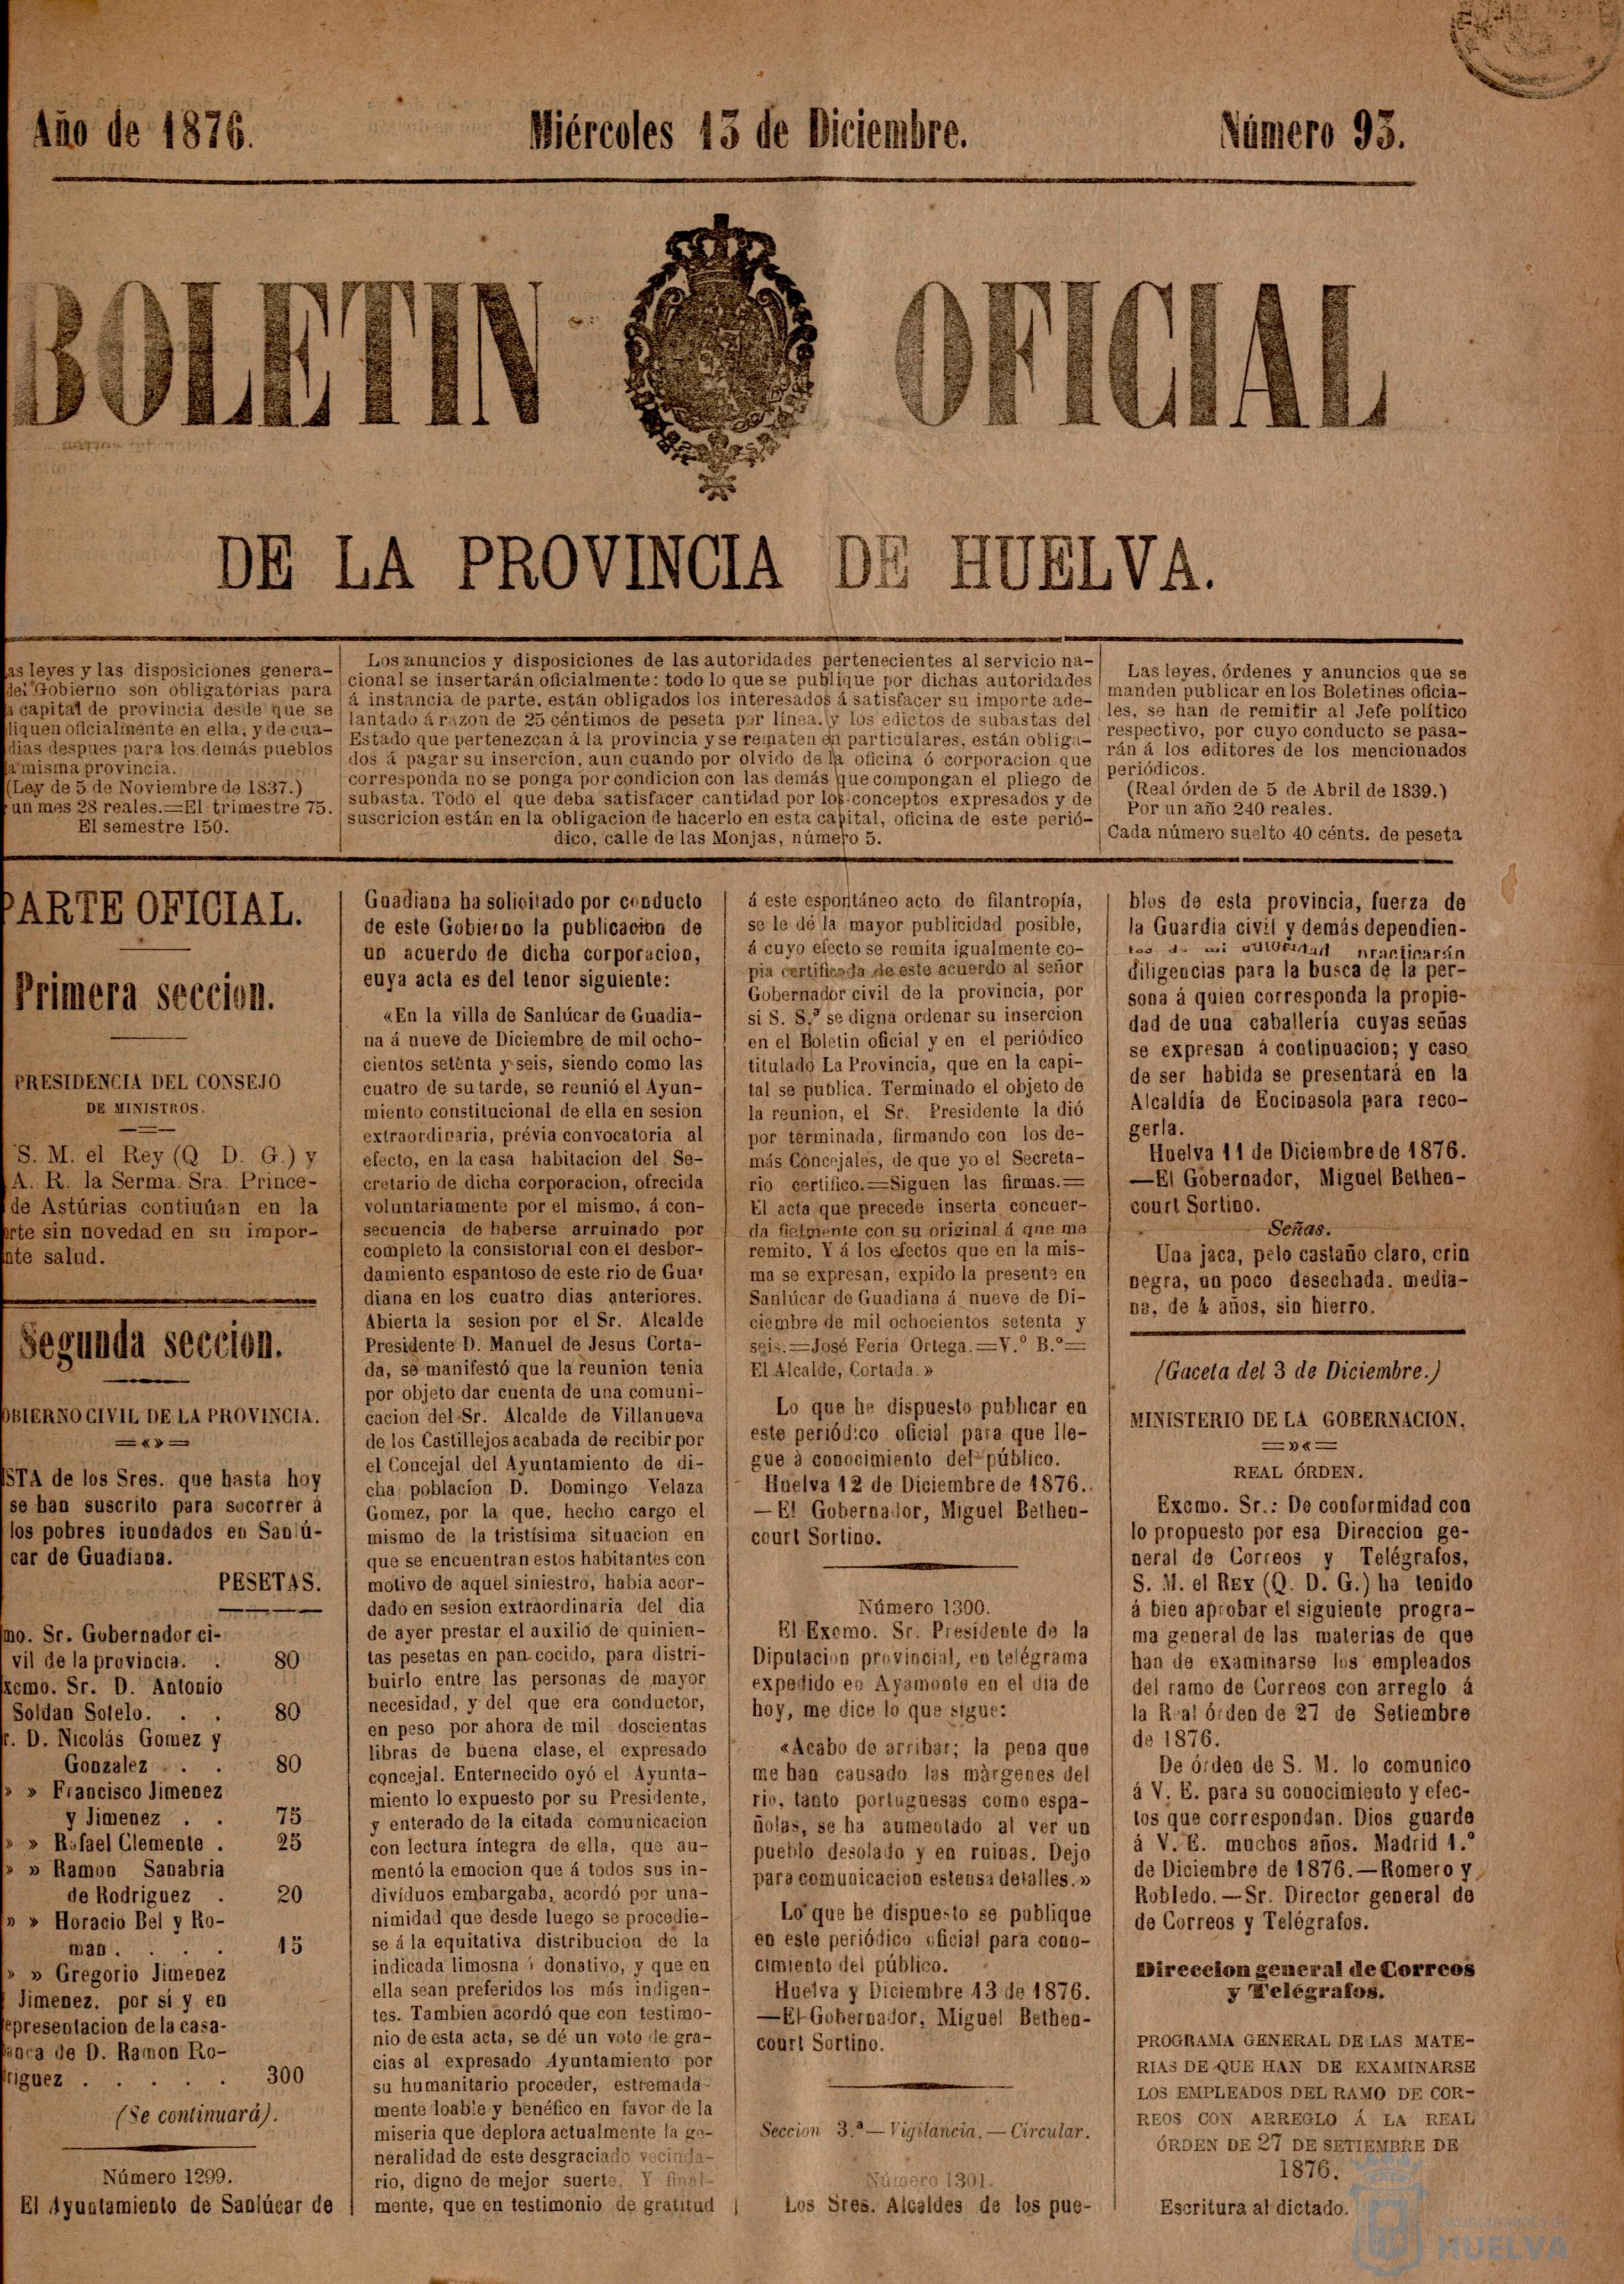 Año de 1876.
Miércoles 13 de Diciembre.
Número 93.
BOLETIN OFICIAL
DE LA PROVINCIA DE HUELVA.
as leyes y las disposiciones genera-
del Gobierno son obligatorias para
a capital de provincia desde que se
liquen oficialmente en ella, y de cua-
dias despues para los demás pueblos
a misma provincia.
(Ley de 5 de Noviembre de 1837.)
un mes 28 reales.=El trimestre 75.
El semestre 150.
Los anuncios y disposiciones de las autoridades pertenecientes al servicio na-
cional se insertarán oficialmente: todo lo que se publique por dichas autoridades
á instancia de parte, están obligados los interesados á satisfacer su importe ade-
lantado á razon de 25 céntimos de peseta por línea. y los edictos de subastas del
Estado que pertenezcan á la provincia y se rematen en particulares, están obliga-
dos á pagar su insercion, aun cuando por olvido de la oficina ó corporacion que
corresponda no se ponga por condicion con las demás que compongan el pliego de
subasta. Todo el que deba satisfacer cantidad por los conceptos expresados y de
suscricion están en la obligacion de hacerlo en esta capital, oficina de este perió-
dico, calle de las Monjas, número 5.
Las leyes, órdenes y anuncios que se
manden publicar en los Boletines oficia-
les, se han de remitir al Jefe político
respectivo, por cuyo conducto se pasa-
rán á los editores de los mencionados
periódicos.
(Real órden de 5 de Abril de 1839.)
Por un año 240 reales.
Cada número suelto 40 cénts. de peseta
PARTE OFICIAL.
Primera seccion.
PRESIDENCIA DEL CONSEJO
DE MINISTROS.
S. M. el Rey (Q D. G.) y
A. R. la Serma. Sra. Prince-
de Astúrias continúan en la
orte sin novedad en su impor-
nte salud.
Segunda seccion.
OBIERNO CIVIL DE LA PROVINCIA.
=«»=
ISTA de los Sres. que hasta hoy
se han suscrito para socorrer á
los pobres inundados en Sanlú-
car de Guadiana.
PESETAS.
mo. Sr. Gobernador ci-
vil de la provincia. . 80
xcmo. Sr. D. Antonio
Soldan Sotelo. . . 80
r. D. Nicolás Gomez y
Gonzalez . . . 80
» » Francisco Jimenez
y Jimenez . . 75
» » Rafael Clemente . 25
» » Ramon Sanabria
de Rodriguez . 20
» » Horacio Bel y Ro-
man . . . . 15
» » Gregorio Jimenez
Jimenez, por sí y en
epresentacion de la casa-
anca de D. Ramon Ro-
riguez . . . . . 300
(Se continuará).
Número 1299.
El Ayuntamiento de Sanlúcar de
Guadiana ha solicitado por conducto
de este Gobierno la publicacion de
un acuerdo de dicha corporacion,
cuya acta es del tenor siguiente:
«En la villa de Sanlúcar de Guadia-
na á nueve de Diciembre de mil ocho-
cientos setenta y seis, siendo como las
cuatro de su tarde, se reunió el Ayun-
miento constitucional de ella en sesion
extraordinaria, prévia convocatoria al
efecto, en la casa habitacion del Se-
cretario de dicha corporacion, ofrecida
voluntariamente por el mismo, á con-
secuencia de haberse arruinado por
completo la consistorial con el desbor-
damiento espantoso de este rio de Gua-
diana en los cuatro dias anteriores.
Abierta la sesion por el Sr. Alcalde
Presidente D. Manuel de Jesus Corta-
da, se manifestó que la reunion tenia
por objeto dar cuenta de una comuni-
cacion del Sr. Alcalde de Villanueva
de los Castillejos acabada de recibir por
el Concejal del Ayuntamiento de di-
cha poblacion D. Domingo Velaza
Gomez, por la que, hecho cargo el
mismo de la tristísima situacion en
que se encuentran estos habitantes con
motivo de aquel siniestro, habia acor-
dado en sesion extraordinaria del dia
de ayer prestar el auxilio de quinien-
tas pesetas en pan cocido, para distri-
buirlo entre las personas de mayor
necesidad, y del que era conductor,
en peso por ahora de mil doscientas
libras de buena clase, el expresado
concejal. Enternecido oyó el Ayunta-
miento lo expuesto por su Presidente,
y enterado de la citada comunicacion
con lectura íntegra de ella, que au-
mentó la emocion que á todos sus in-
divíduos embargaba, acordó por una-
nimidad que desde luego se procedie-
se á la equitativa distribucion de la
indicada limosna ó donativo, y que en
ella sean preferidos los más indigen-
tes. Tambien acordó que con testimo-
nio de esta acta, se dé un voto de gra-
cias al expresado Ayuntamiento por
su humanitario proceder, estremada-
mente loable y benéfico en favor de la
miseria que deplora actualmente la ge-
neralidad de este desgraciado vecinda-
rio, digno de mejor suerte. Y final-
mente, que en testimonio de gratitud
á este espontáneo acto de filantropía,
se le dé la mayor publicidad posible,
á cuyo efecto se remita igualmente co-
pia certificada de este acuerdo al señor
Gobernador civil de la provincia, por
si S. S.ª se digna ordenar su insercion
en el Boletin oficial y en el periódico
titulado La Provincia, que en la capi-
tal se publica. Terminado el objeto de
la reunion, el Sr. Presidente la dió
por terminada, firmando con los de-
más Concejales, de que yo el Secreta-
rio certifico.=Siguen las firmas.=
El acta que precede inserta concuer-
da fielmente con su original á que me
remito. Y á los efectos que en la mis-
ma se expresan, expido la presente en
Sanlúcar de Guadiana á nueve de Di-
ciembre de mil ochocientos setenta y
seis.=José Feria Ortega.=V.º B.º=
El Alcalde, Cortada.»
Lo que he dispuesto publicar en
este periódico oficial para que lle-
gue á conocimiento del público.
Huelva 12 de Diciembre de 1876.
—El Gobernador, Miguel Bethen-
court Sortino.
Número 1300.
El Excmo. Sr. Presidente de la
Diputacion provincial, en telégrama
expedido en Ayamonte en el dia de
hoy, me dice lo que sigue:
«Acabo de arribar; la pena que
me han causado las márgenes del
rio, tanto portuguesas como espa-
ñolas, se ha aumentado al ver un
pueblo desolado y en ruinas. Dejo
para comunicacion estensa detalles.»
Lo que he dispuesto se publique
en este periódico oficial para cono-
cimiento del público.
Huelva y Diciembre 13 de 1876.
—El Gobernador, Miguel Bethen-
court Sortino.
Seccion 3.ª—Vigilancia.—Circular.
Número 1301.
Los Sres. Alcaldes de los pue-
blos de esta provincia, fuerza de
la Guardia civil y demás dependien-
tes de mi autoridad practicarán
diligencias para la busca de la per-
sona á quien corresponda la propie-
dad de una caballería cuyas señas
se expresan á continuacion; y caso
de ser habida se presentará en la
Alcaldía de Encinasola para reco-
gerla.
Huelva 11 de Diciembre de 1876.
—El Gobernador, Miguel Bethen-
court Sortino.
Señas.
Una jaca, pelo castaño claro, crin
negra, un poco desechada, media-
na, de 4 años, sin hierro.
(Gaceta del 3 de Diciembre.)
MINISTERIO DE LA GOBERNACION.
=»«=
REAL ÓRDEN.
Excmo. Sr.: De conformidad con
lo propuesto por esa Direccion ge-
neral de Correos y Telégrafos,
S. M. el REY (Q. D. G.) ha tenido
á bien aprobar el siguiente progra-
ma general de las materias de que
han de examinarse los empleados
del ramo de Correos con arreglo á
la Real órden de 27 de Setiembre
de 1876.
De órden de S. M. lo comunico
á V. E. para su conocimiento y efec-
tos que correspondan. Dios guarde
á V. E. muchos años. Madrid 1.º
de Diciembre de 1876.—Romero y
Robledo.—Sr. Director general de
de Correos y Telégrafos.
Direccion general de Correos
y Telégrafos.
PROGRAMA GENERAL DE LAS MATE-
RIAS DE QUE HAN DE EXAMINARSE
LOS EMPLEADOS DEL RAMO DE COR-
REOS CON ARREGLO Á LA REAL
ÓRDEN DE 27 DE SETIEMBRE DE
1876.
Escritura al dictado.
HUELVA